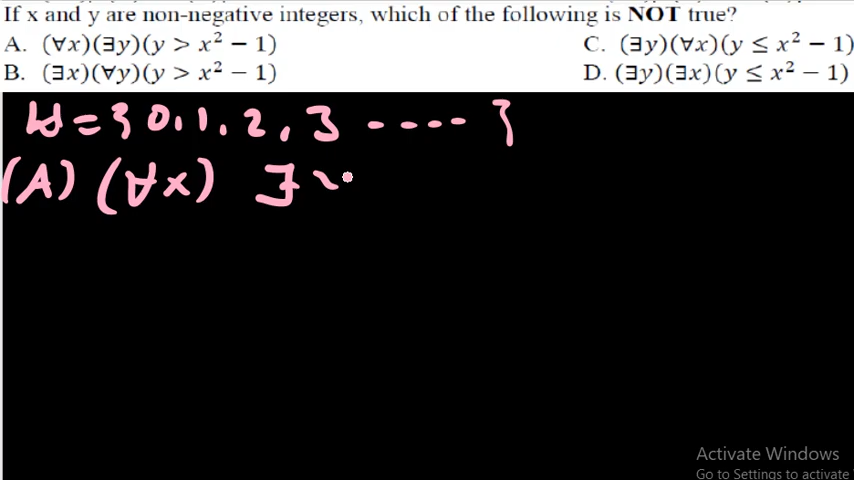 If x and y are non-negative integers, which of the following is NOT true?
A. (∀x)(∃y)(y > x² − 1) C. (∃y)(∀x)(y ≤ x² − 1)
B. (∃x)(∀y)(y > x² − 1) D. (∃y)(∃x)(y ≤ x² − 1)
W = { 0, 1, 2, 3 ---- }
(A) (∀x) ∃
Activate Windows
Go to Settings to activate